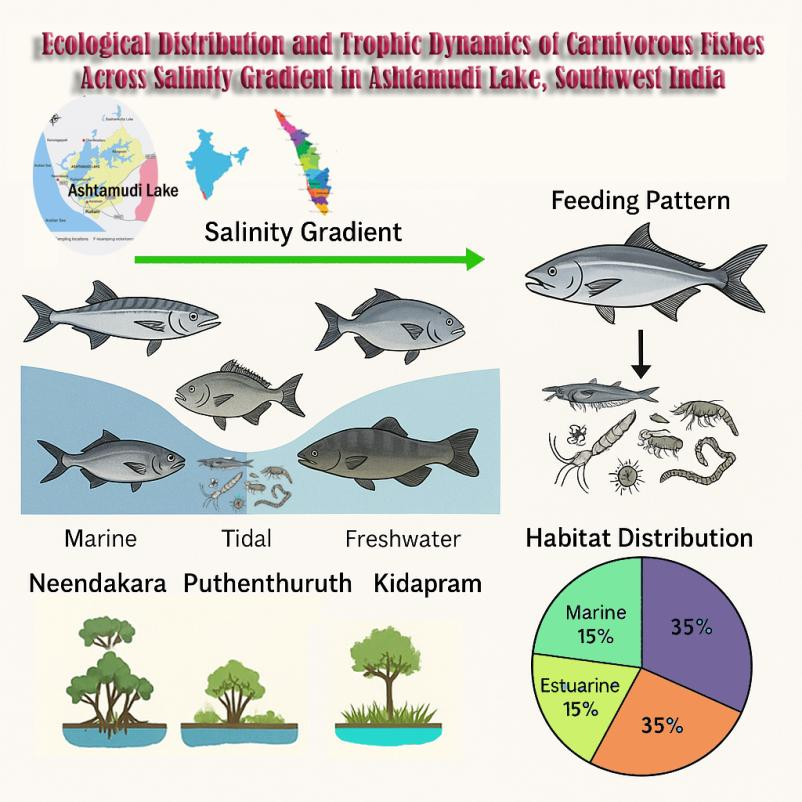 Ecological Distribution and Trophic Dynamics of Carnivorous Fishes
Across Salinity Gradient in Ashtamudi Lake, Southwest India
Ashtamudi Lake
Salinity Gradient
Feeding Pattern
Marine
Tidal
Freshwater
Neendakara
Puthenthuruth
Kidapram
Habitat Distribution
Marine
15%
35%
Estuarine
15%
35%